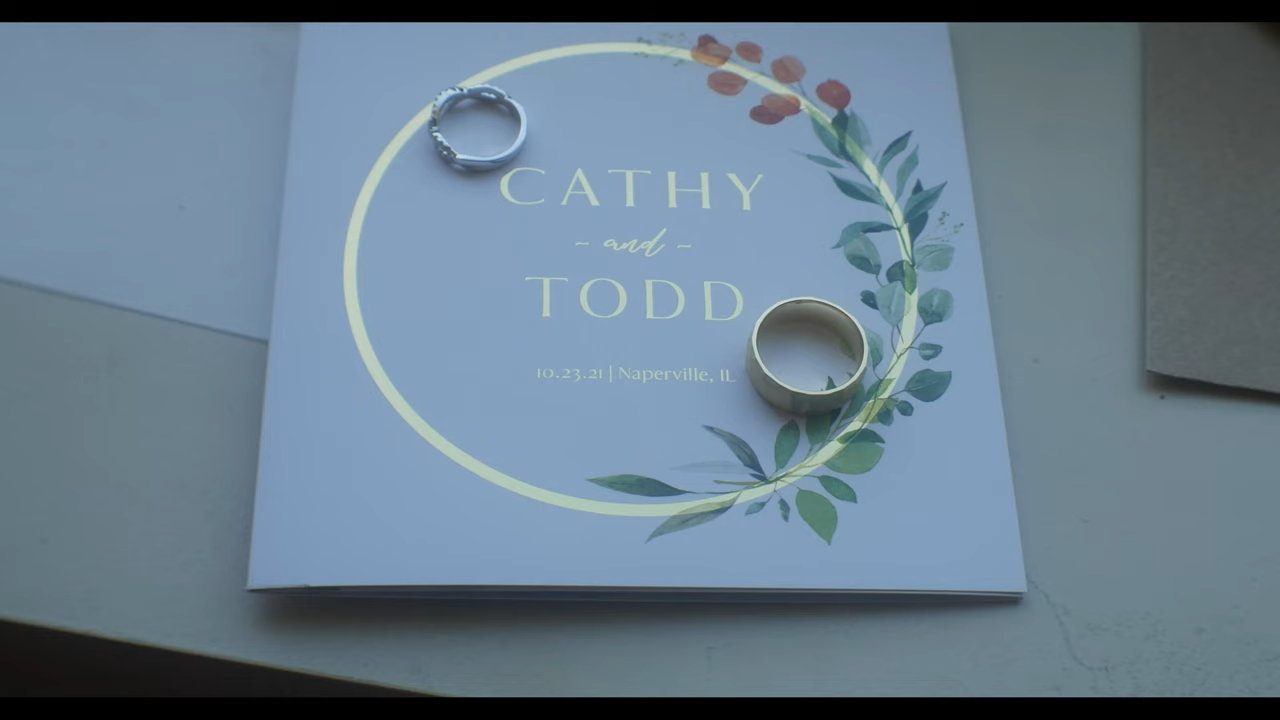 CATHY
~ and ~
TODD
10.23.21 | Naperville, IL